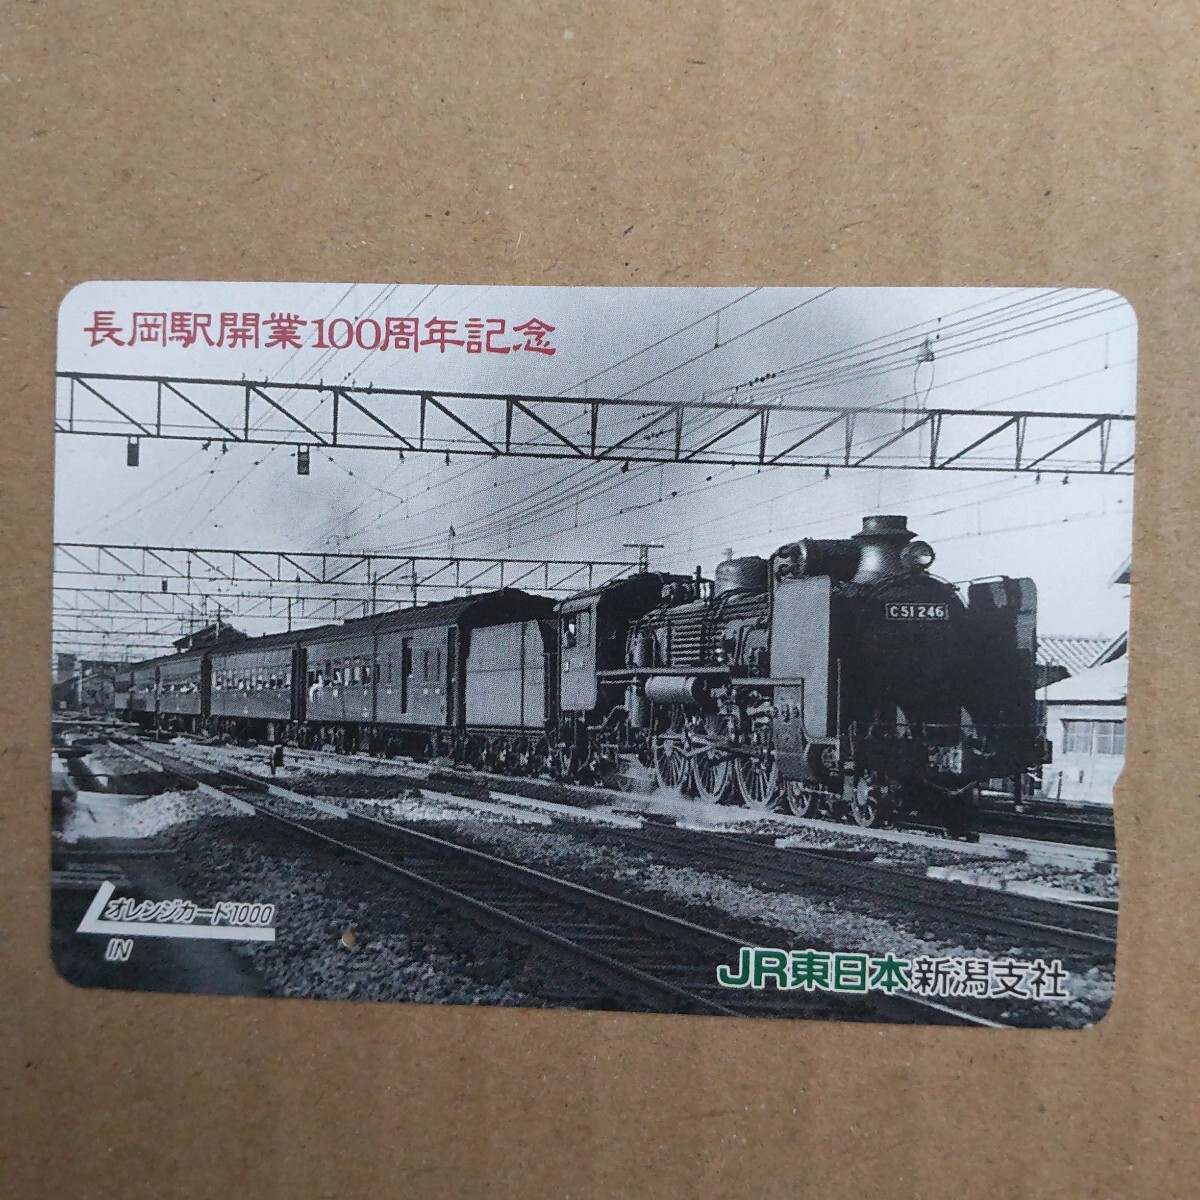 長岡駅開業100周年記念
C51 246
オレンジカード1000
IN
JR東日本新潟支社